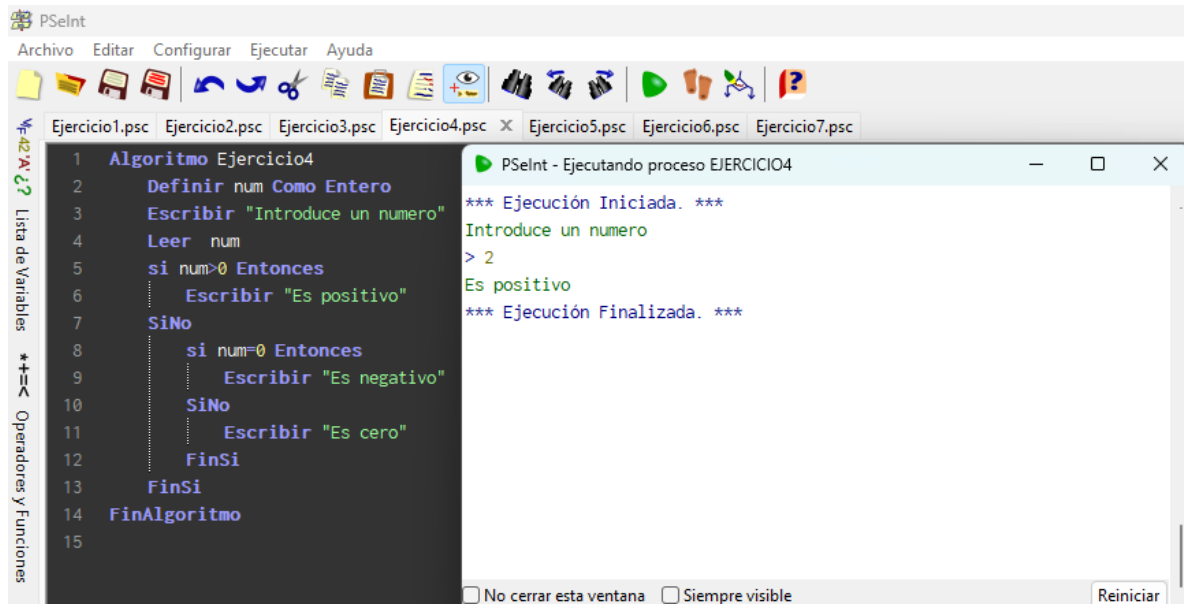 PSeInt
Archivo Editar Configurar Ejecutar Ayuda
Ejercicio1.psc Ejercicio2.psc Ejercicio3.psc Ejercicio4.psc X Ejercicio5.psc Ejercicio6.psc Ejercicio7.psc
42 'A' ¿? Lista de Variables
*+=< Operadores y Funciones
1 Algoritmo Ejercicio4
2 Definir num Como Entero
3 Escribir "Introduce un numero"
4 Leer num
5 si num>0 Entonces
6 Escribir "Es positivo"
7 SiNo
8 si num=0 Entonces
9 Escribir "Es negativo"
10 SiNo
11 Escribir "Es cero"
12 FinSi
13 FinSi
14 FinAlgoritmo
15
PSeInt - Ejecutando proceso EJERCICIO4
*** Ejecución Iniciada. ***
Introduce un numero
> 2
Es positivo
*** Ejecución Finalizada. ***
No cerrar esta ventana Siempre visible Reiniciar